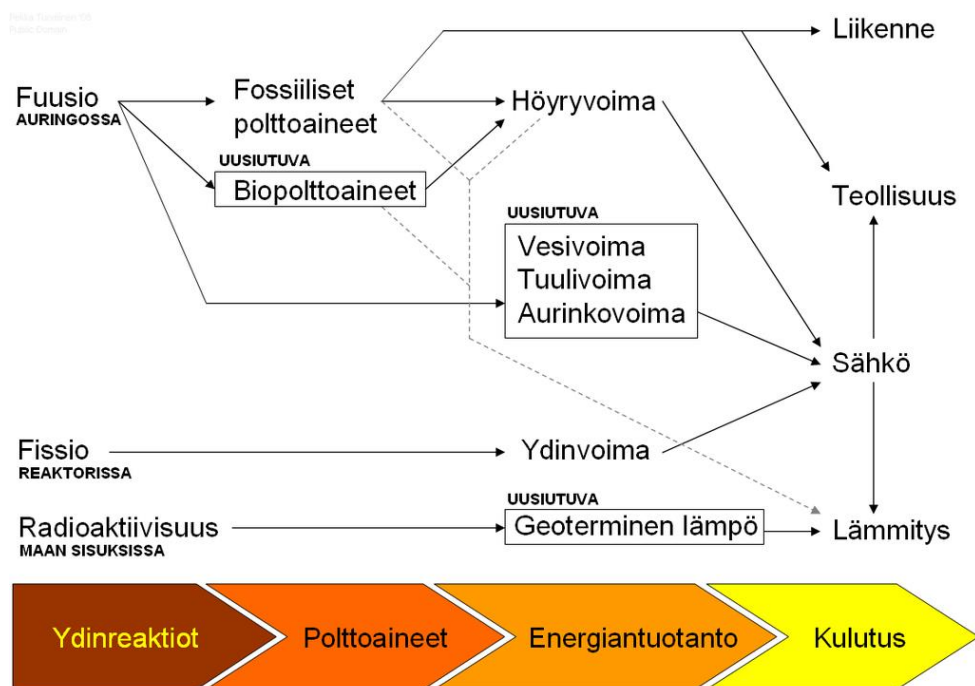 Liikenne
Fuusio
AURINGOSSA
Fossiiliset
polttoaineet
Höyryvoima
UUSIUTUVA
Biopolttoaineet
Teollisuus
UUSIUTUVA
Vesivoima
Tuulivoima
Aurinkovoima
Sähkö
Fissio
REAKTORISSA
Ydinvoima
Radioaktiivisuus
MAAN SISUKSISSA
UUSIUTUVA
Geoterminen lämpö
Lämmitys
Ydinreaktiot
Polttoaineet
Energiantuotanto
Kulutus